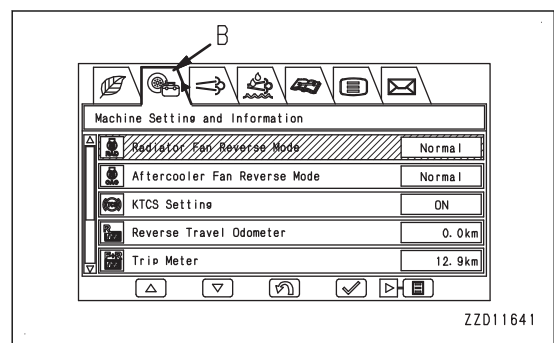 B
Machine Setting and Information
RAD
Radiator Fan Reverse Mode
Normal
Aftercooler Fan Reverse Mode
Normal
KTCS Setting
ON
R
Reverse Travel Odometer
0.0km
Trip Meter
12.9km
ZZD11641